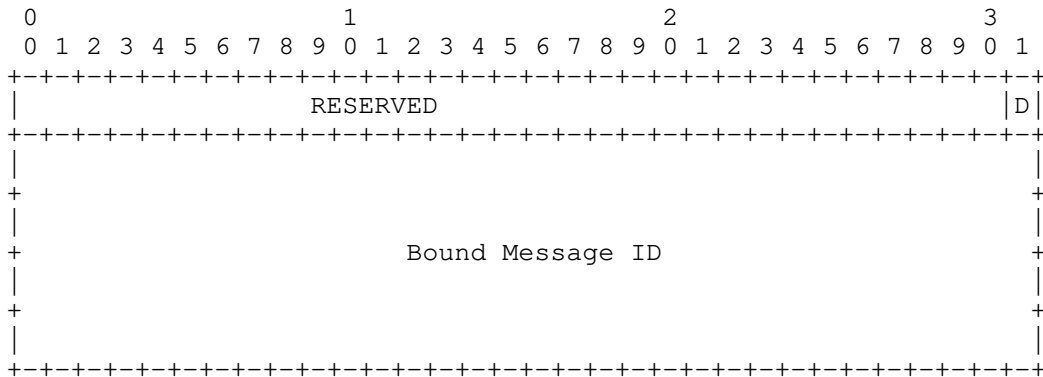 0                   1                   2                   3
 0 1 2 3 4 5 6 7 8 9 0 1 2 3 4 5 6 7 8 9 0 1 2 3 4 5 6 7 8 9 0 1
+-+-+-+-+-+-+-+-+-+-+-+-+-+-+-+-+-+-+-+-+-+-+-+-+-+-+-+-+-+-+-+-+
|                  RESERVED                                   |D|
+-+-+-+-+-+-+-+-+-+-+-+-+-+-+-+-+-+-+-+-+-+-+-+-+-+-+-+-+-+-+-+-+
|                                                               |
+                                                               +
|                                                               |
+                        Bound Message ID                       +
|                                                               |
+                                                               +
|                                                               |
+-+-+-+-+-+-+-+-+-+-+-+-+-+-+-+-+-+-+-+-+-+-+-+-+-+-+-+-+-+-+-+-+